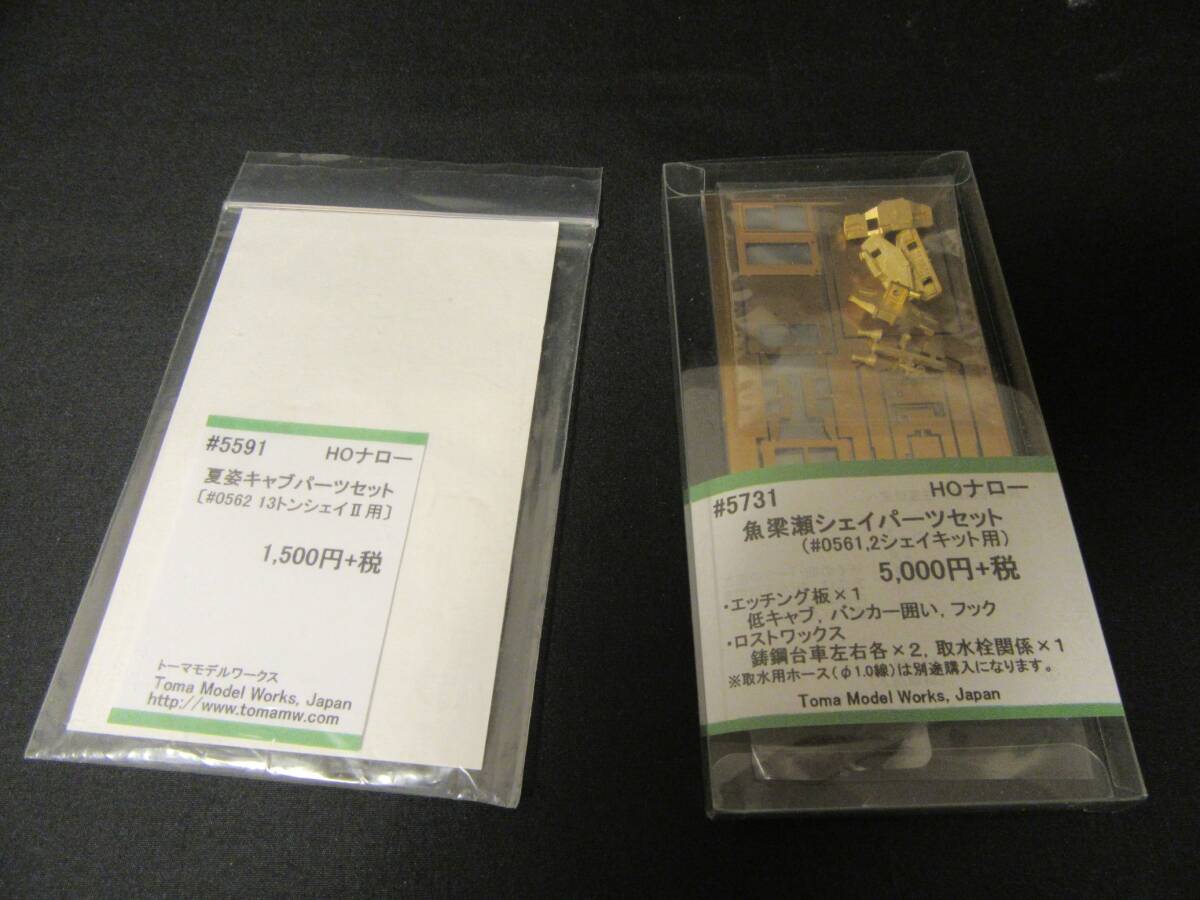 #5591 HOナロー
夏姿キャブパーツセット
〔#0562 13トンシェイⅡ用〕
1,500円+税
トーマモデルワークス
Toma Model Works, Japan
http://www.tomamw.com
#5731 HOナロー
魚梁瀬シェイパーツセット
(#0561,2シェイキット用)
5,000円+税
・エッチング板×1
低キャブ, バンカー囲い, フック
・ロストワックス
鋳鋼台車左右各×2, 取水栓関係×1
※取水用ホース(φ1.0線)は別途購入になります。
Toma Model Works, Japan